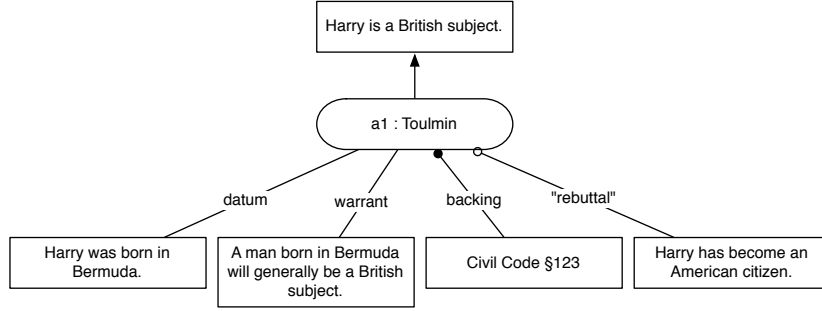 Harry is a British subject.
a1 : Toulmin
datum
warrant
backing
"rebuttal"
Harry was born in
Bermuda.
A man born in Bermuda
will generally be a British
subject.
Civil Code §123
Harry has become an
American citizen.